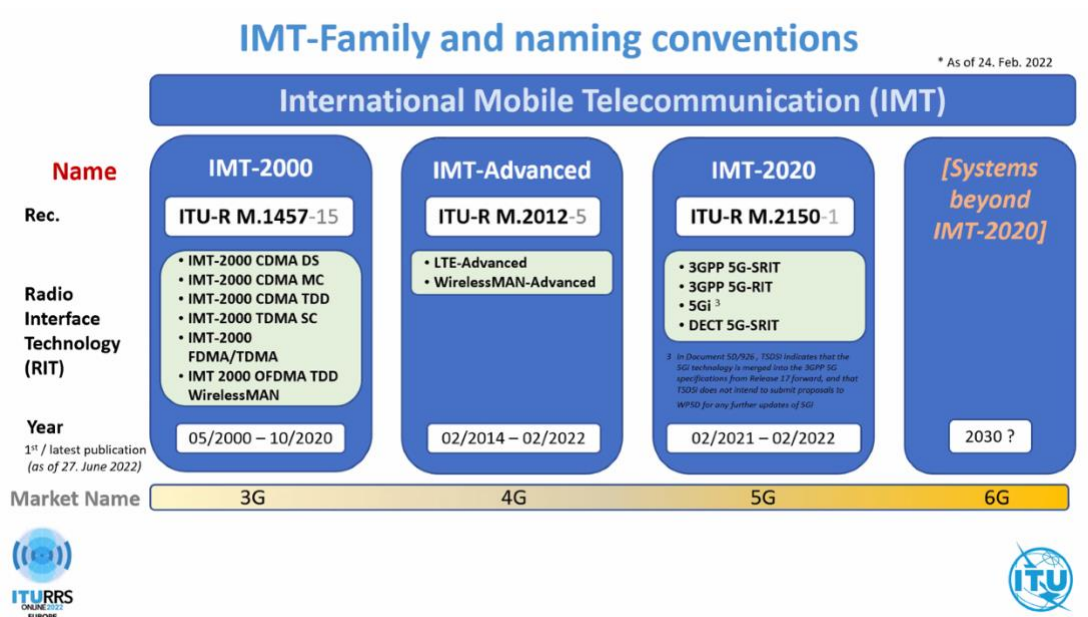 IMT-Family and naming conventions
* As of 24. Feb. 2022
International Mobile Telecommunication (IMT)
Name
IMT-2000
IMT-Advanced
IMT-2020
[Systems
beyond
IMT-2020]
Rec.
ITU-R M.1457-15
ITU-R M.2012-5
ITU-R M.2150-1
Radio
Interface
Technology
(RIT)
• IMT-2000 CDMA DS
• IMT-2000 CDMA MC
• IMT-2000 CDMA TDD
• IMT-2000 TDMA SC
• IMT-2000
FDMA/TDMA
• IMT 2000 OFDMA TDD
WirelessMAN
• LTE-Advanced
• WirelessMAN-Advanced
• 3GPP 5G-SRIT
• 3GPP 5G-RIT
• 5Gi 3
• DECT 5G-SRIT
3 In Document 5D/926, TSDSI indicates that the
5Gi technology is merged into the 3GPP 5G
specifications from Release 17 forward, and that
TSDSI does not intend to submit proposals to
WP5D for any further updates of 5Gi
Year
1st / latest publication
(as of 27. June 2022)
05/2000 – 10/2020
02/2014 – 02/2022
02/2021 – 02/2022
2030 ?
Market Name
3G
4G
5G
6G
ITURRS
ONLINE2022
EUROPE
ITU